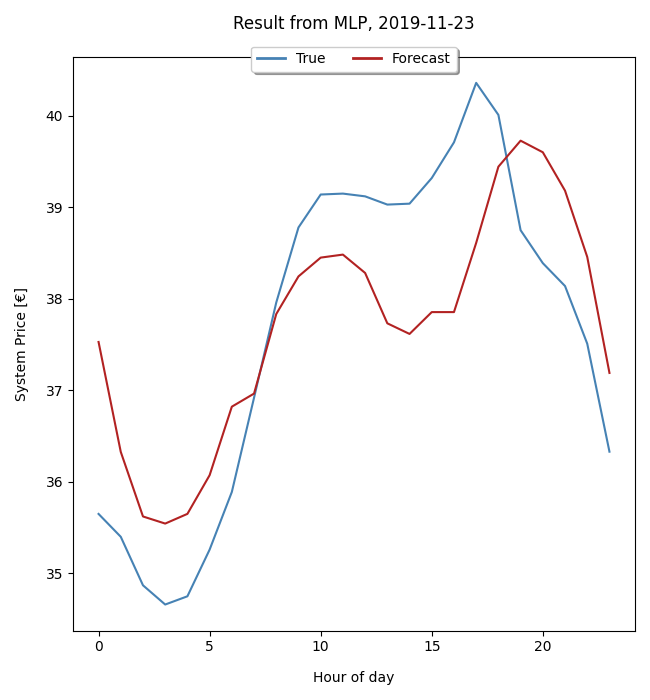 Result from MLP, 2019-11-23
True Forecast
40
39
38
37
36
35
System Price [€]
0 5 10 15 20
Hour of day